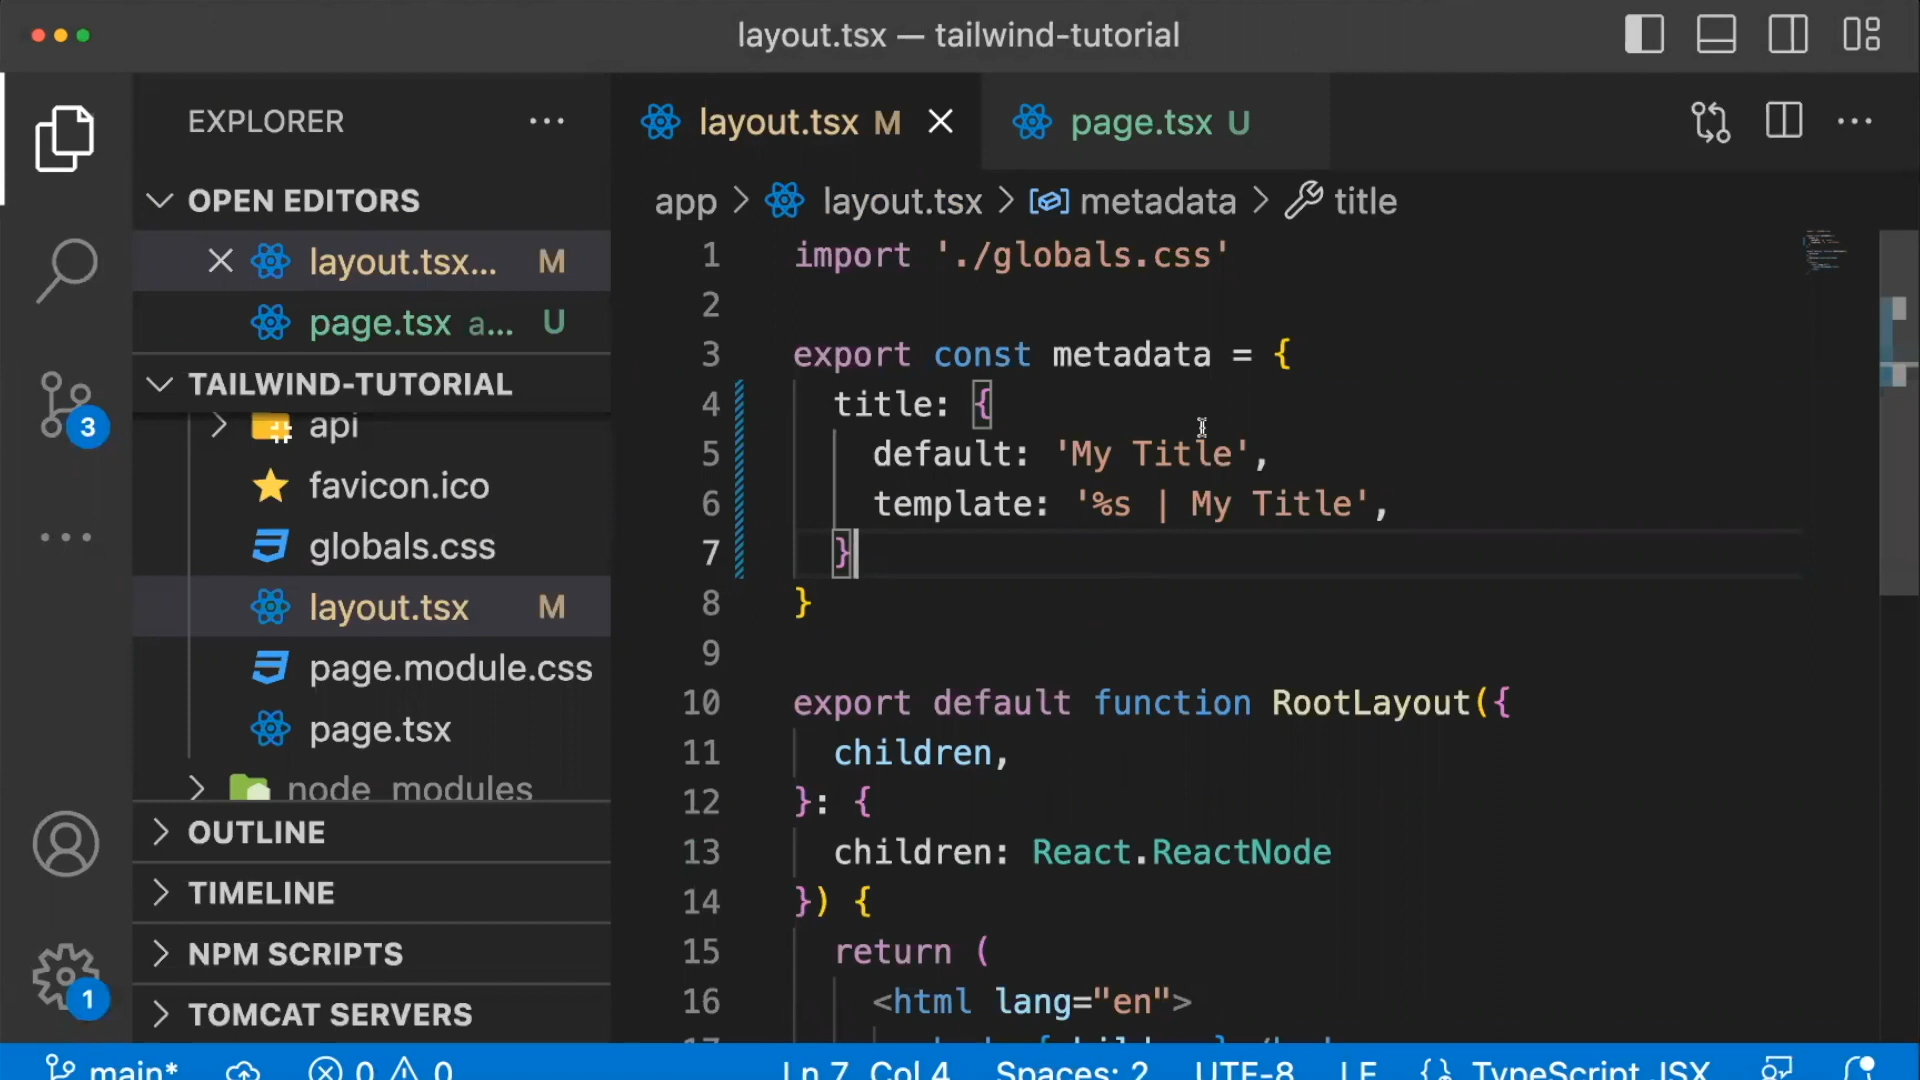 layout.tsx — tailwind-tutorial
EXPLORER
OPEN EDITORS
layout.tsx... M
page.tsx a... U
TAILWIND-TUTORIAL
api
favicon.ico
globals.css
layout.tsx M
page.module.css
page.tsx
node_modules
OUTLINE
TIMELINE
NPM SCRIPTS
TOMCAT SERVERS
3
1
layout.tsx M
page.tsx U
app > layout.tsx > metadata > title
1 import './globals.css'
2
3 export const metadata = {
4 title: {
5 default: 'My Title',
6 template: '%s | My Title',
7 }
8 }
9
10 export default function RootLayout({
11 children,
12 }: {
13 children: React.ReactNode
14 }) {
15 return (
16 <html lang="en">
17
main* 0 0 Ln 7, Col 4 Spaces: 2 UTF-8 LF {} TypeScript JSX